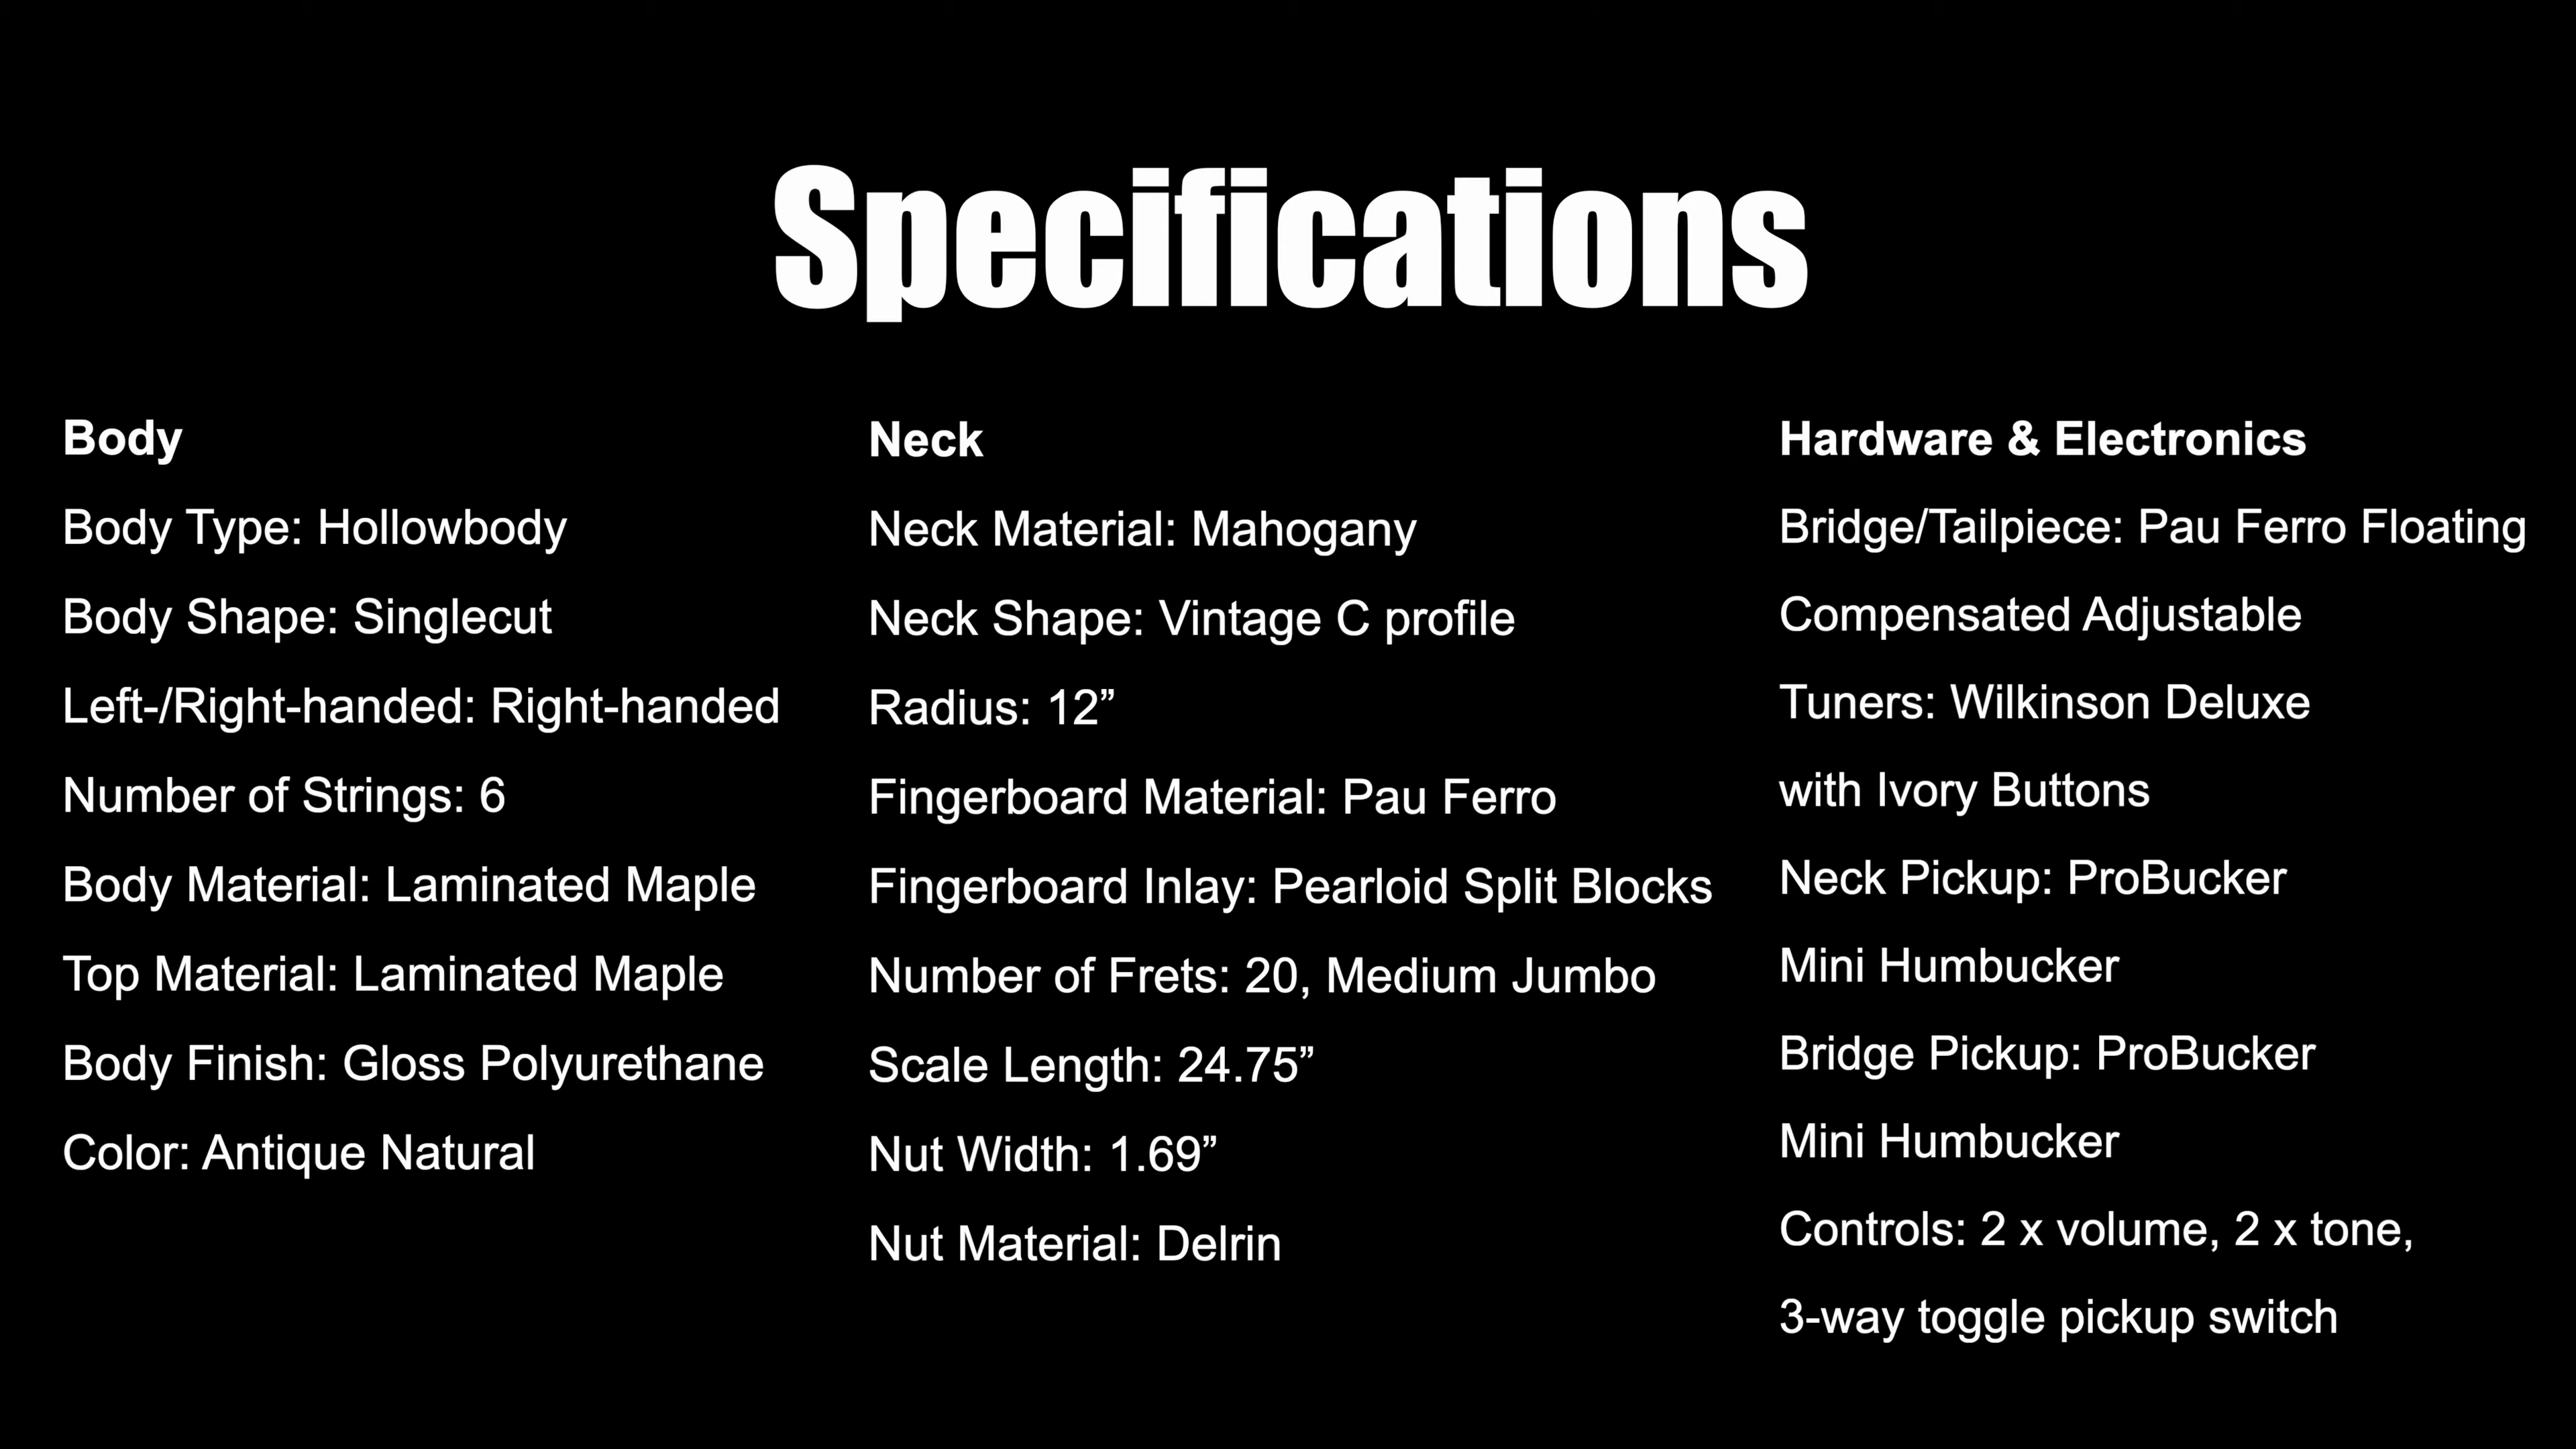 Specifications
Body
Body Type: Hollowbody
Body Shape: Singlecut
Left-/Right-handed: Right-handed
Number of Strings: 6
Body Material: Laminated Maple
Top Material: Laminated Maple
Body Finish: Gloss Polyurethane
Color: Antique Natural
Neck
Neck Material: Mahogany
Neck Shape: Vintage C profile
Radius: 12”
Fingerboard Material: Pau Ferro
Fingerboard Inlay: Pearloid Split Blocks
Number of Frets: 20, Medium Jumbo
Scale Length: 24.75”
Nut Width: 1.69”
Nut Material: Delrin
Hardware & Electronics
Bridge/Tailpiece: Pau Ferro Floating
Compensated Adjustable
Tuners: Wilkinson Deluxe
with Ivory Buttons
Neck Pickup: ProBucker
Mini Humbucker
Bridge Pickup: ProBucker
Mini Humbucker
Controls: 2 x volume, 2 x tone,
3-way toggle pickup switch